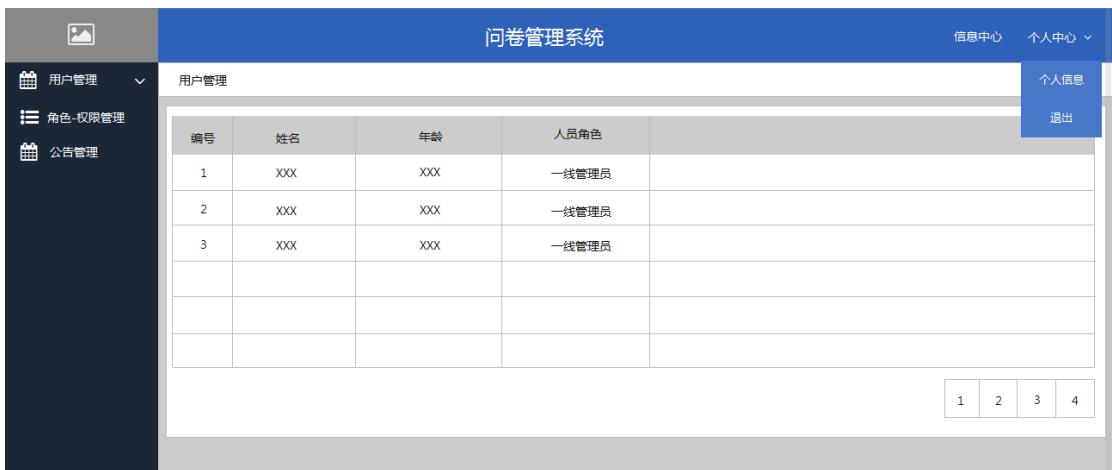 问卷管理系统 信息中心 个人中心
用户管理 用户管理 个人信息
角色-权限管理 退出
公告管理
编号 姓名 年龄 人员角色
1 XXX XXX 一线管理员
2 XXX XXX 一线管理员
3 XXX XXX 一线管理员
1 2 3 4